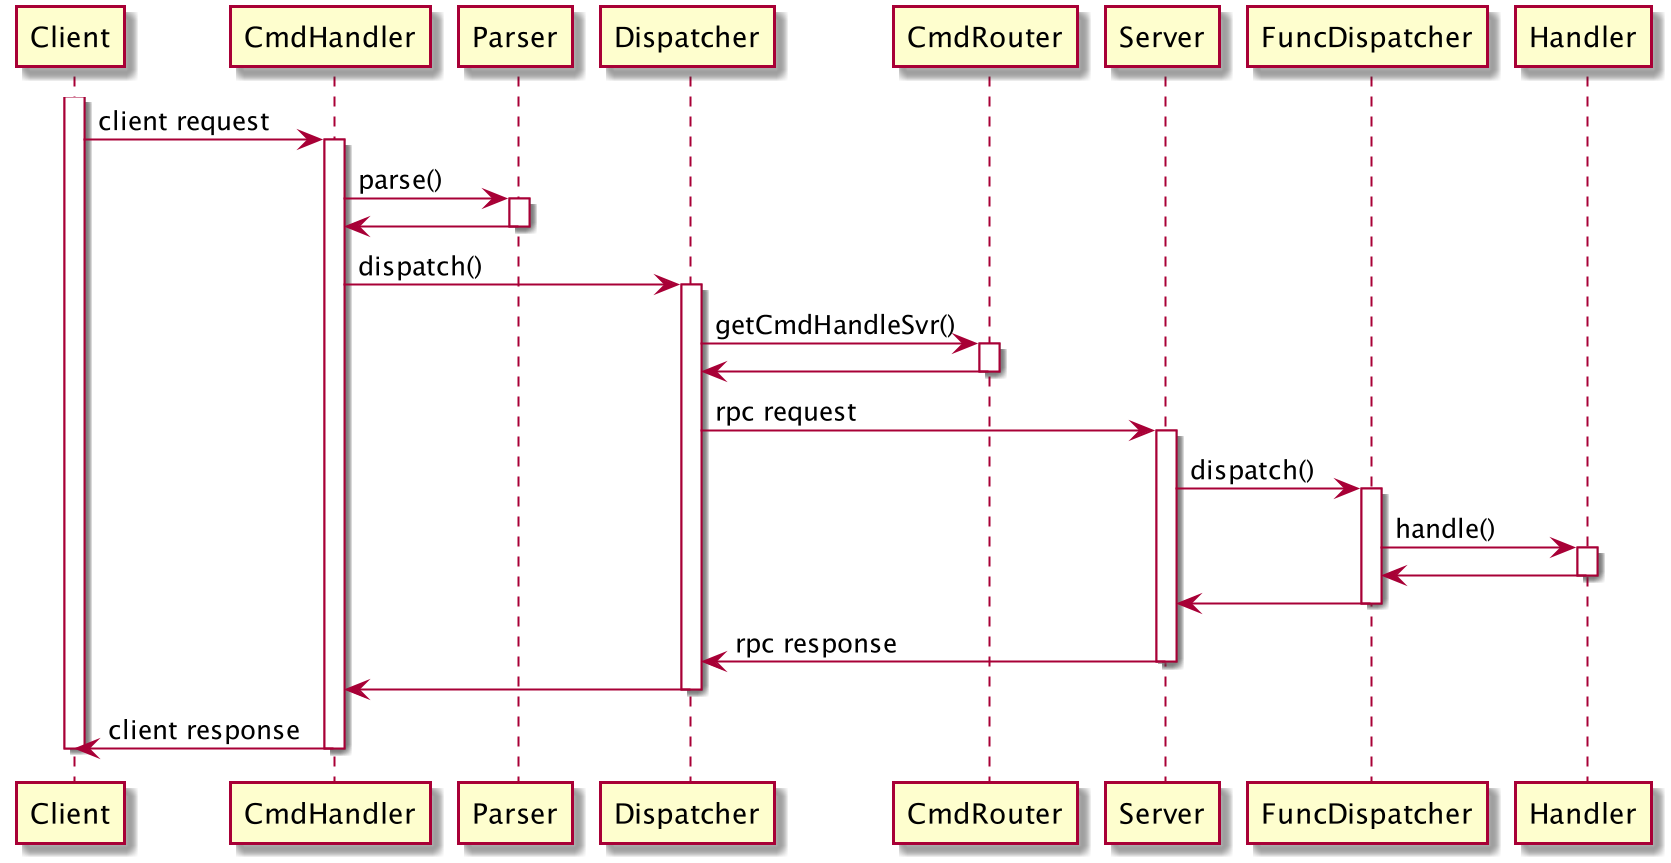 Client CmdHandler Parser Dispatcher CmdRouter Server FuncDispatcher Handler
client request
parse()
dispatch()
getCmdHandleSvr()
rpc request
dispatch()
handle()
rpc response
client response
Client CmdHandler Parser Dispatcher CmdRouter Server FuncDispatcher Handler